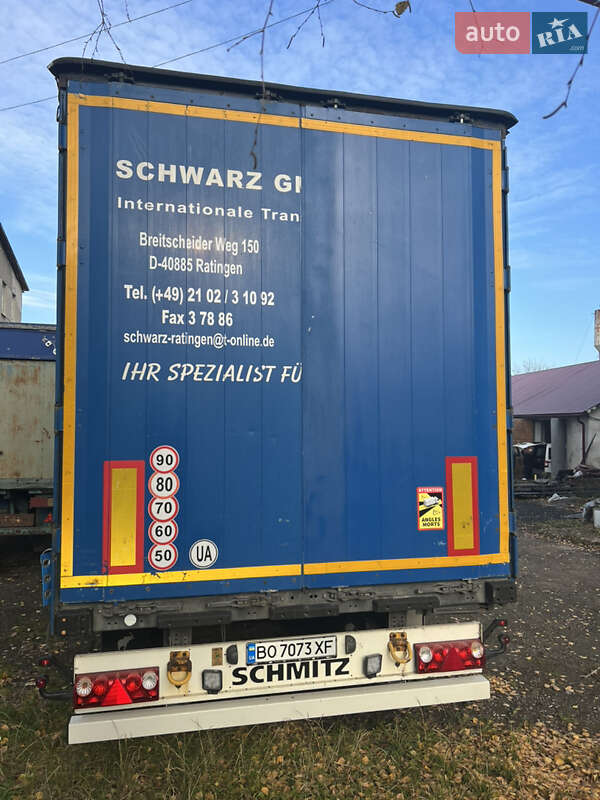 auto RIA.com
SCHWARZ G
Internationale Tran
Breitscheider Weg 150
D-40885 Ratingen
Tel. (+49) 21 02 / 3 10 92
Fax 3 78 86
schwarz-ratingen@t-online.de
IHR SPEZIALIST FÜ
90
80
70
60
50
UA
ATTENTION
ANGLES MORTS
BO 7073 XF
SCHMITZ